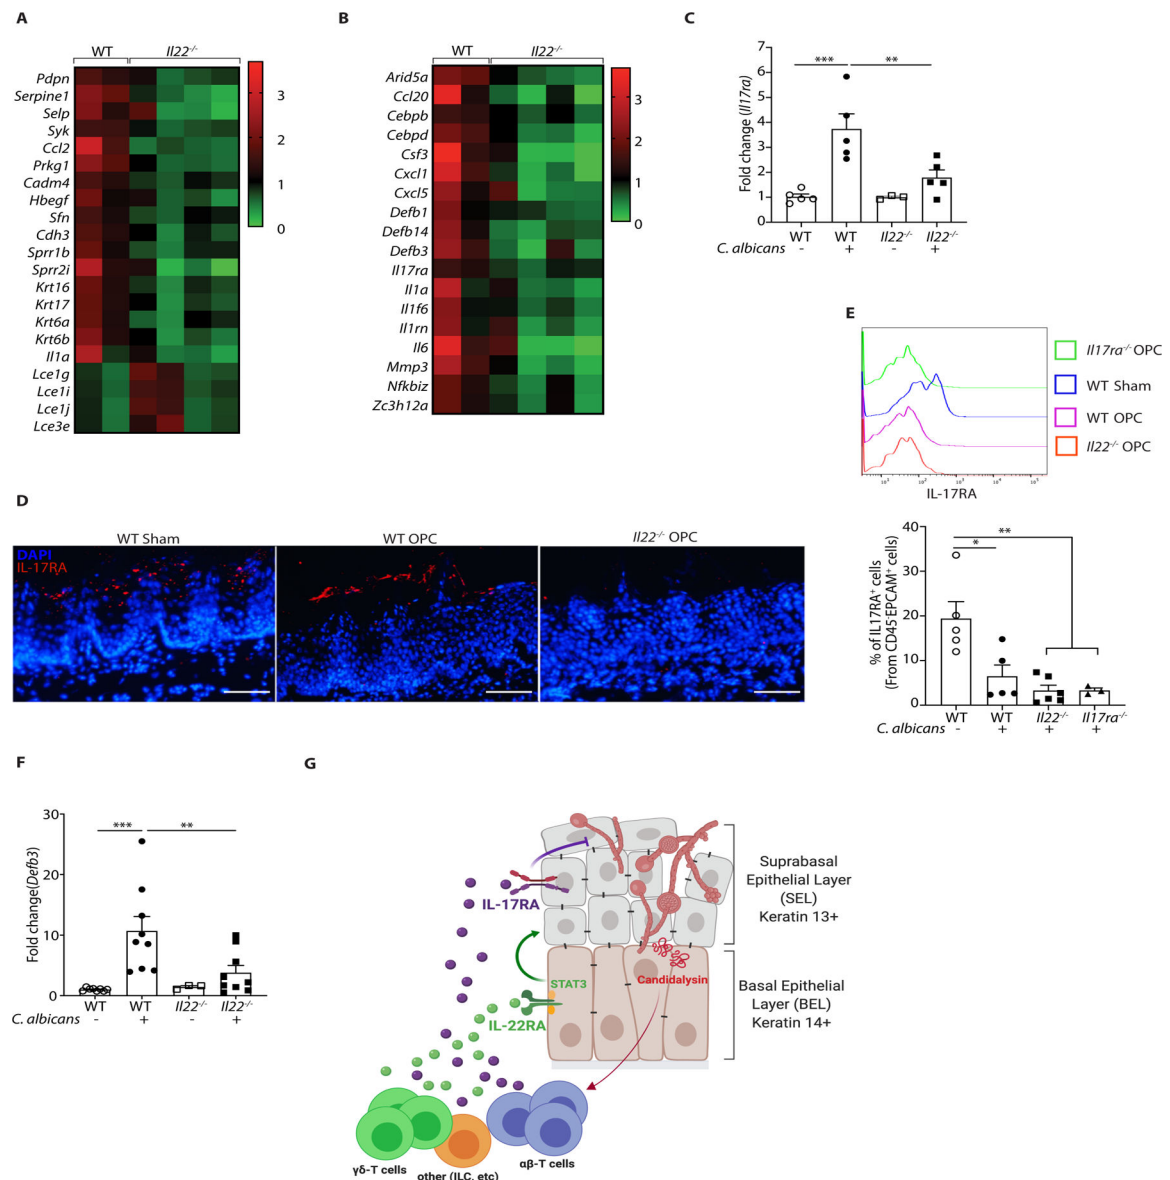 A
WT Il22-/-
Pdpn
Serpine1
Selp
Syk
Ccl2
Prkg1
Cadm4
Hbegf
Sfn
Cdh3
Sprr1b
Sprr2i
Krt16
Krt17
Krt6a
Krt6b
Il1a
Lce1g
Lce1i
Lce1j
Lce3e
3
2
1
0
B
WT Il22-/-
Arid5a
Ccl20
Cebpb
Cebpd
Csf3
Cxcl1
Cxcl5
Defb1
Defb14
Defb3
Il17ra
Il1a
Il1f6
Il1rn
Il6
Mmp3
Nfkbiz
Zc3h12a
3
2
1
0
C
Fold change (Il17ra)
7
6
5
4
3
2
1
0
*** **
WT WT Il22-/- Il22-/-
C. albicans - + - +
D
WT Sham WT OPC Il22-/- OPC
DAPI
IL-17RA
E
Il17ra-/- OPC
WT Sham
WT OPC
Il22-/- OPC
10¹ 10² 10³ 10⁴ 10⁵
IL-17RA
% of IL17RA+ cells
(From CD45-EPCAM+ cells)
40
30
20
10
0
**
*
WT WT Il22-/- Il17ra-/-
C. albicans - + + +
F
Fold change(Defb3)
30
20
10
0
*** **
WT WT Il22-/- Il22-/-
C. albicans - + - +
G
IL-17RA
Suprabasal
Epithelial Layer
(SEL)
Keratin 13+
STAT3
Candidalysin
IL-22RA
Basal Epithelial
Layer (BEL)
Keratin 14+
γδ-T cells
other (ILC, etc)
αβ-T cells